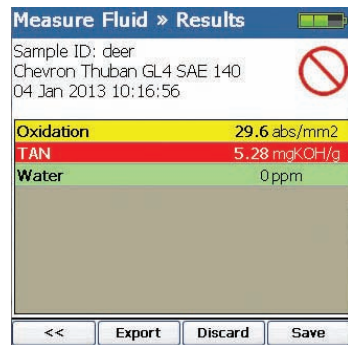 Measure Fluid » Results
Sample ID: deer
Chevron Thuban GL4 SAE 140
04 Jan 2013 10:16:56
Oxidation 29.6 abs/mm2
TAN 5.28 mgKOH/g
Water 0 ppm
<< Export Discard Save